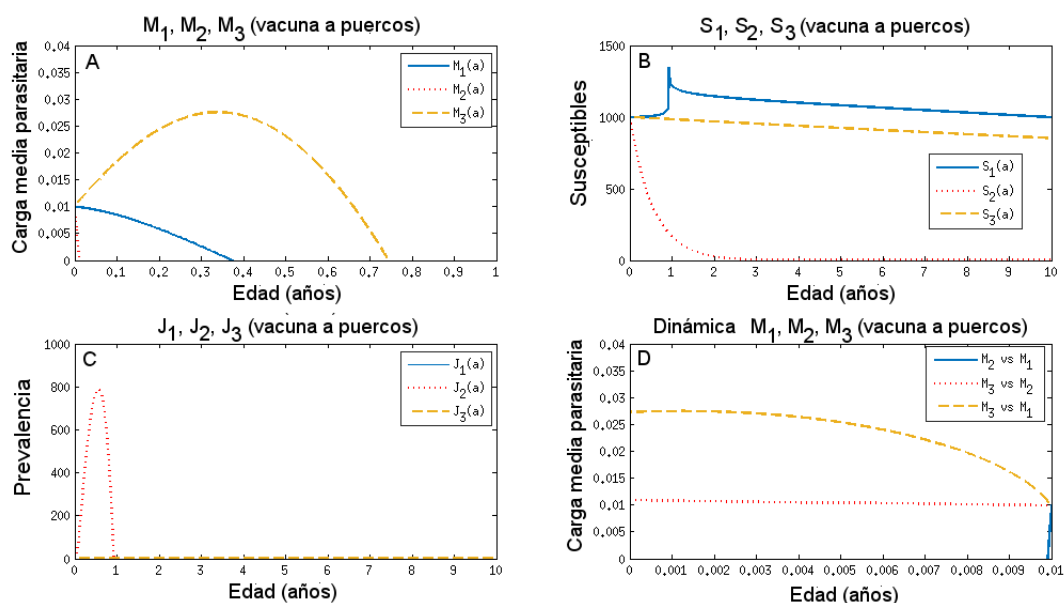 M1, M2, M3 (vacuna a puercos)
A
0.04
0.035
0.03
0.025
0.02
0.015
0.01
0.005
0
Carga media parasitaria
M1(a)
M2(a)
M3(a)
0 0.1 0.2 0.3 0.4 0.5 0.6 0.7 0.8 0.9 1
Edad (años)
S1, S2, S3 (vacuna a puercos)
B
1500
1000
500
0
Susceptibles
S1(a)
S2(a)
S3(a)
0 1 2 3 4 5 6 7 8 9 10
Edad (años)
J1, J2, J3 (vacuna a puercos)
C
1000
800
600
400
200
0
Prevalencia
J1(a)
J2(a)
J3(a)
0 1 2 3 4 5 6 7 8 9 10
Edad (años)
Dinámica M1, M2, M3 (vacuna a puercos)
D
0.04
0.035
0.03
0.025
0.02
0.015
0.01
0.005
0
Carga media parasitaria
M2 vs M1
M3 vs M2
M3 vs M1
0 0.001 0.002 0.003 0.004 0.005 0.006 0.007 0.008 0.009 0.01
Edad (años)